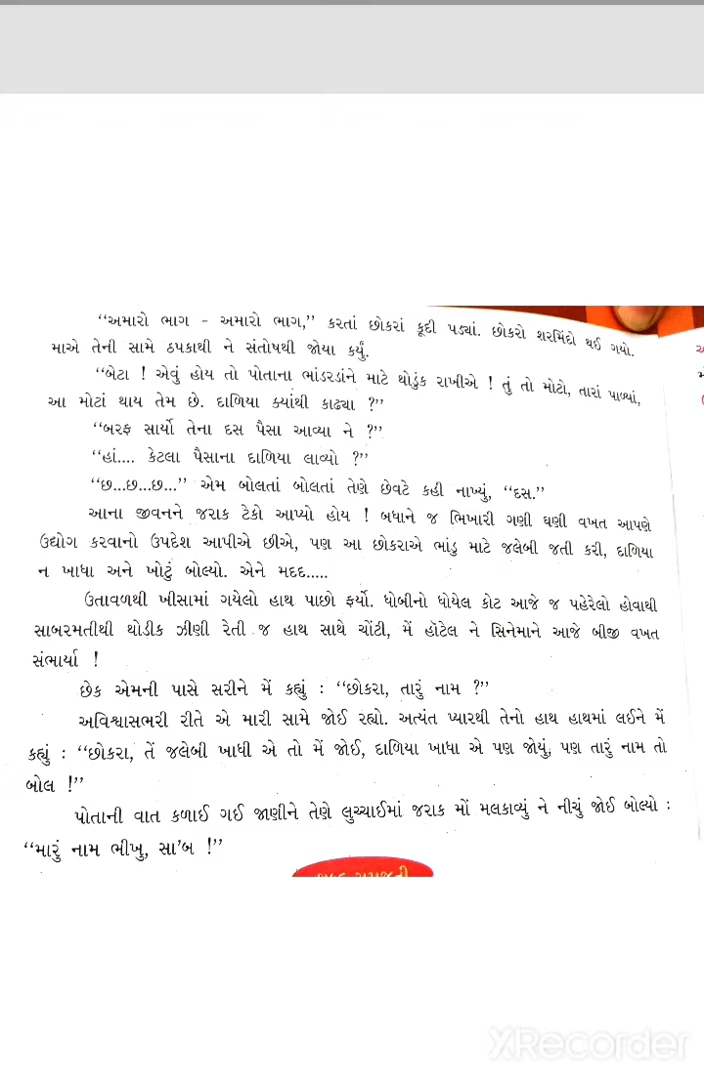 “અમારો ભાગ - અમારો ભાગ,” કરતાં છોકરાં કૂદી પડ્યાં. છોકરો શરમિંદો થઈ ગયો.
માએ તેની સામે ઠપકાથી ને સંતોષથી જોયા કર્યું.
“બેટા ! એવું હોય તો પોતાના ભાંડરડાંને માટે થોડુંક રાખીએ ! તું તો મોટો, તારાં પાળ્યાં,
આ મોટાં થાય તેમ છે. દાળિયા ક્યાંથી કાઢ્યા ?”
“બરફ સાર્યો તેના દસ પૈસા આવ્યા ને ?”
“હાં.... કેટલા પૈસાના દાળિયા લાવ્યો ?”
“છ...છ...છ...” એમ બોલતાં બોલતાં તેણે છેવટે કહી નાખ્યું, “દસ.”
આના જીવનને જરાક ટેકો આપ્યો હોય ! બધાને જ ભિખારી ગણી ઘણી વખત આપણે
ઉદ્યોગ કરવાનો ઉપદેશ આપીએ છીએ, પણ આ છોકરાએ ભાંડુ માટે જલેબી જતી કરી, દાળિયા
ન ખાધા અને ખોટું બોલ્યો. એને મદદ.....
ઉતાવળથી ખીસામાં ગયેલો હાથ પાછો ફર્યો. ધોબીનો ધોયેલ કોટ આજે જ પહેરેલો હોવાથી
સાબરમતીથી થોડીક ઝીણી રેતી જ હાથ સાથે ચોંટી, મેં હૉટેલ ને સિનેમાને આજે બીજી વખત
સંભાર્યા !
છેક એમની પાસે સરીને મેં કહ્યું : “છોકરા, તારું નામ ?”
અવિશ્વાસભરી રીતે એ મારી સામે જોઈ રહ્યો. અત્યંત પ્યારથી તેનો હાથ હાથમાં લઈને મેં
કહ્યું : “છોકરા, તેં જલેબી ખાધી એ તો મેં જોઈ, દાળિયા ખાધા એ પણ જોયું, પણ તારું નામ તો
બોલ !”
પોતાની વાત કળાઈ ગઈ જાણીને તેણે લુચ્ચાઈમાં જરાક મોં મલકાવ્યું ને નીચું જોઈ બોલ્યો :
“મારું નામ ભીખુ, સા'બ !”
XRecorder